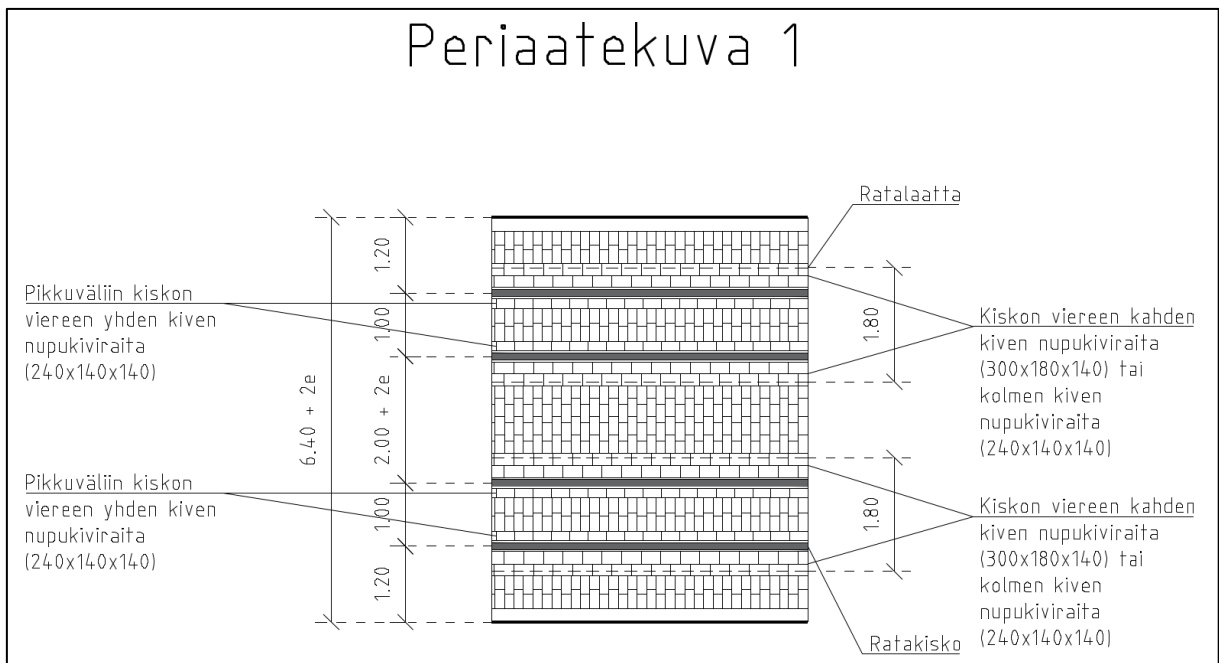 Periaatekuva 1
Ratalaatta
1.20
1.00
2.00 + 2e
1.00
1.20
6.40 + 2e
1.80
1.80
Pikkuväliin kiskon
viereen yhden kiven
nupukiviraita
(240x140x140)
Kiskon viereen kahden
kiven nupukiviraita
(300x180x140) tai
kolmen kiven
nupukiviraita
(240x140x140)
Pikkuväliin kiskon
viereen yhden kiven
nupukiviraita
(240x140x140)
Kiskon viereen kahden
kiven nupukiviraita
(300x180x140) tai
kolmen kiven
nupukiviraita
(240x140x140)
Ratakisko